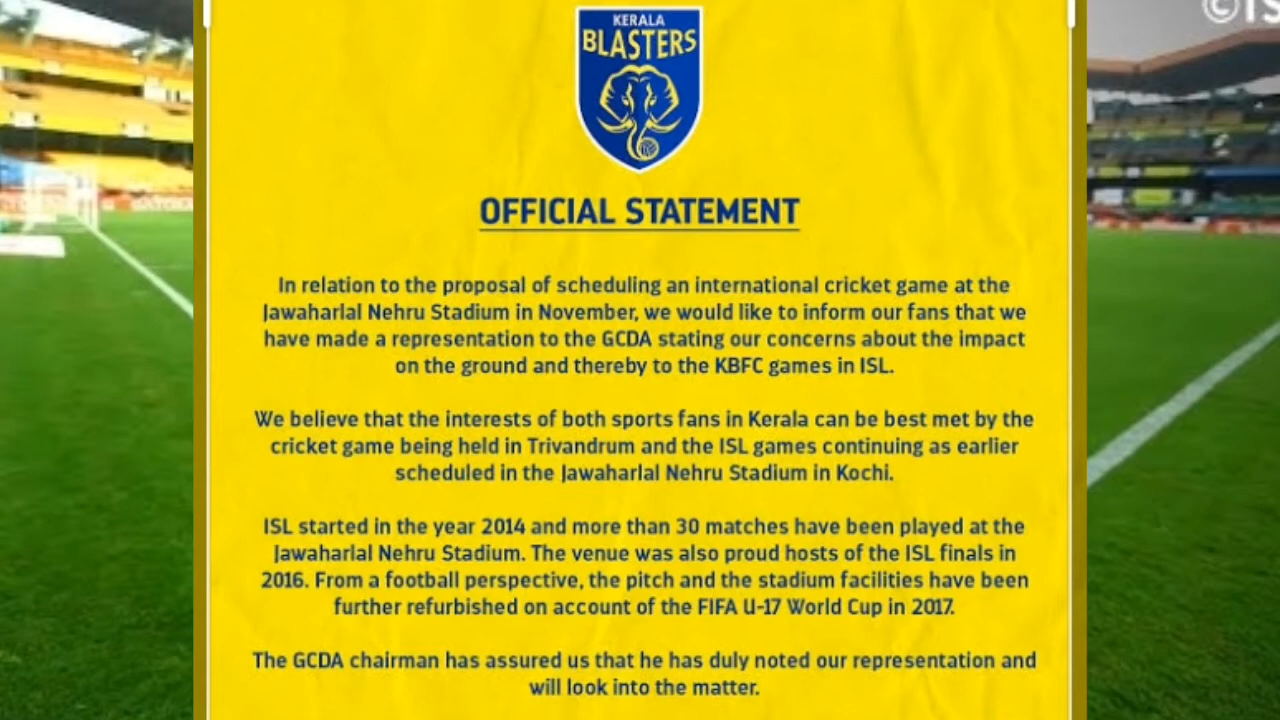 ©IS
KERALA
BLASTERS
OFFICIAL STATEMENT
In relation to the proposal of scheduling an international cricket game at the
Jawaharlal Nehru Stadium in November, we would like to inform our fans that we
have made a representation to the GCDA stating our concerns about the impact
on the ground and thereby to the KBFC games in ISL.
We believe that the interests of both sports fans in Kerala can be best met by the
cricket game being held in Trivandrum and the ISL games continuing as earlier
scheduled in the Jawaharlal Nehru Stadium in Kochi.
ISL started in the year 2014 and more than 30 matches have been played at the
Jawaharlal Nehru Stadium. The venue was also proud hosts of the ISL finals in
2016. From a football perspective, the pitch and the stadium facilities have been
further refurbished on account of the FIFA U-17 World Cup in 2017.
The GCDA chairman has assured us that he has duly noted our representation and
will look into the matter.